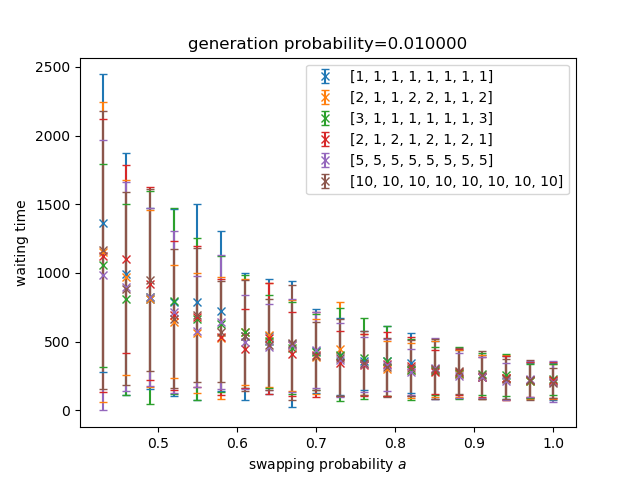 generation probability=0.010000
2500
2000
1500
1000
500
0
waiting time
[1, 1, 1, 1, 1, 1, 1, 1]
[2, 1, 1, 2, 2, 1, 1, 2]
[3, 1, 1, 1, 1, 1, 1, 3]
[2, 1, 2, 1, 2, 1, 2, 1]
[5, 5, 5, 5, 5, 5, 5, 5]
[10, 10, 10, 10, 10, 10, 10, 10]
0.5 0.6 0.7 0.8 0.9 1.0
swapping probability a